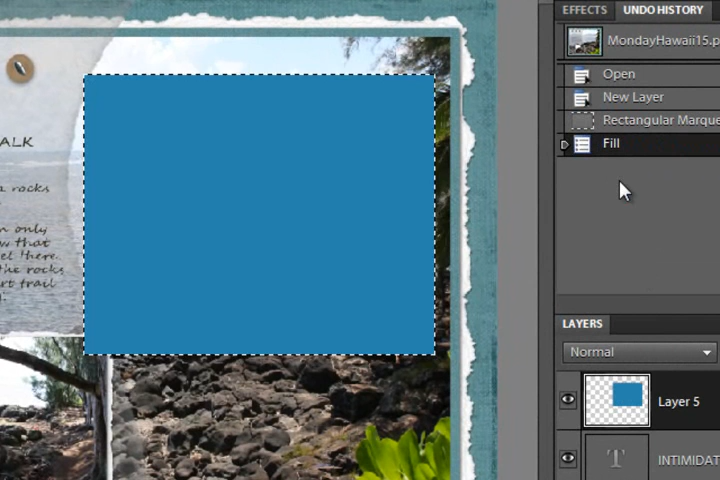 EFFECTS UNDO HISTORY
MondayHawaii15.p
Open
New Layer
Rectangular Marque
Fill
ALK
rocks
only
w that
el there.
the rocks
rt trail
LAYERS
Normal
Layer 5
T
INTIMIDAT